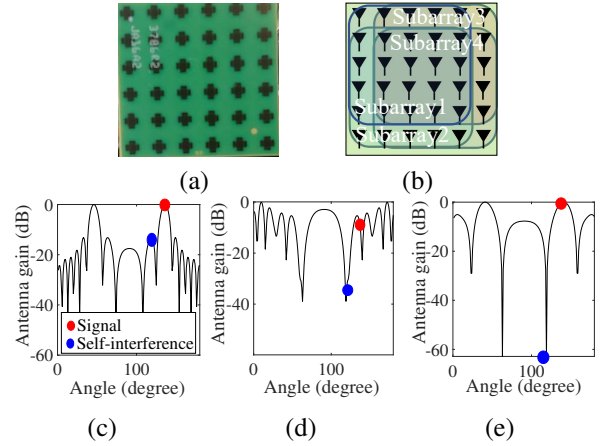 Subarray3
Subarray4
Subarray1
Subarray2
(a)
(b)
Antenna gain (dB)
0
-20
-40
-60
0
100
Angle (degree)
Signal
Self-interference
(c)
Antenna gain (dB)
0
-20
-40
-60
0
100
Angle (degree)
(d)
Antenna gain (dB)
0
-20
-40
-60
0
100
Angle (degree)
(e)